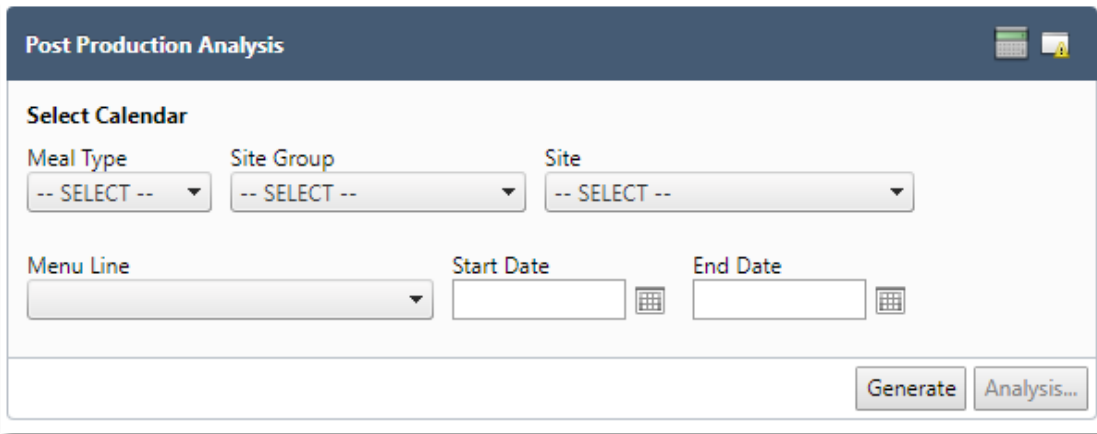 Post Production Analysis
Select Calendar
Meal Type Site Group Site
-- SELECT -- -- SELECT -- -- SELECT --
Menu Line Start Date End Date
Generate Analysis...